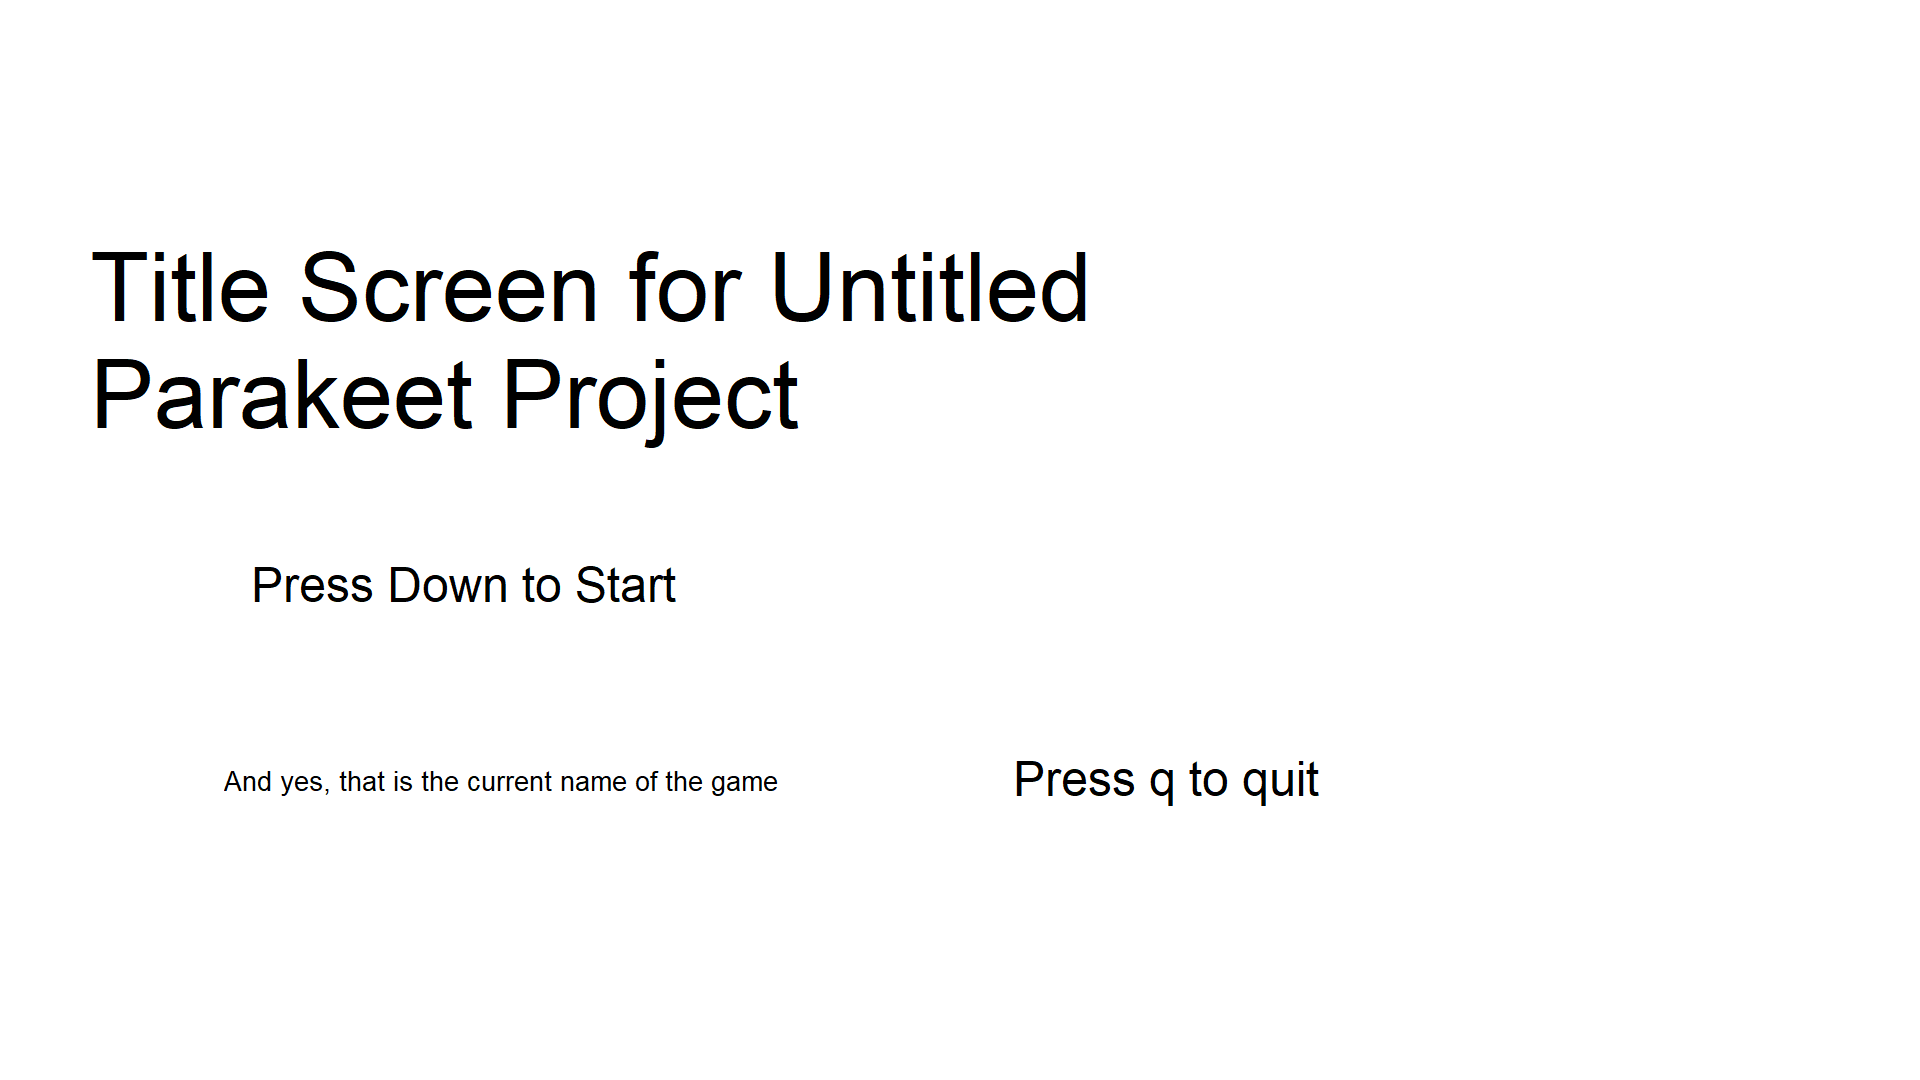 Title Screen for Untitled
Parakeet Project
Press Down to Start
And yes, that is the current name of the game
Press q to quit